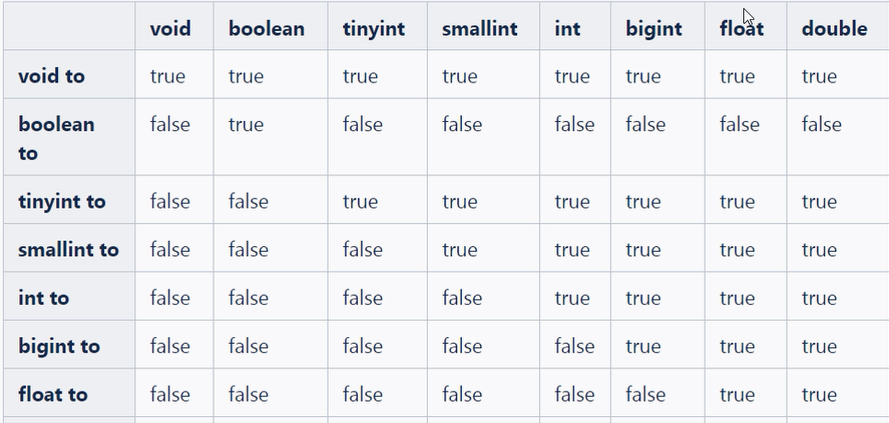 void boolean tinyint smallint int bigint float double
void to true true true true true true true true
boolean false true false false false false false false
to
tinyint to false false true true true true true true
smallint to false false false true true true true true
int to false false false false true true true true
bigint to false false false false false true true true
float to false false false false false false true true